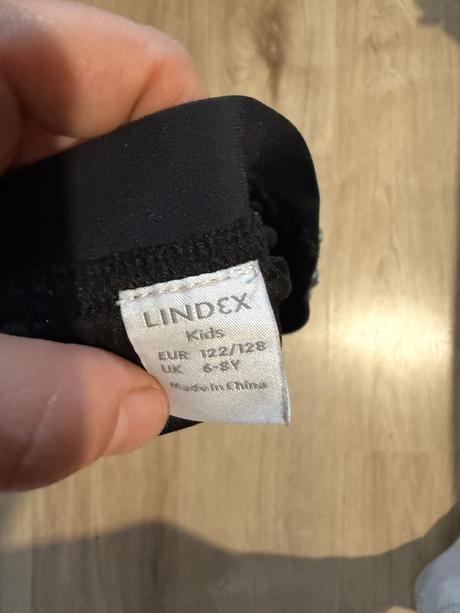 LINDEX
Kids
EUR 122/128
UK 6-8Y
Made in China